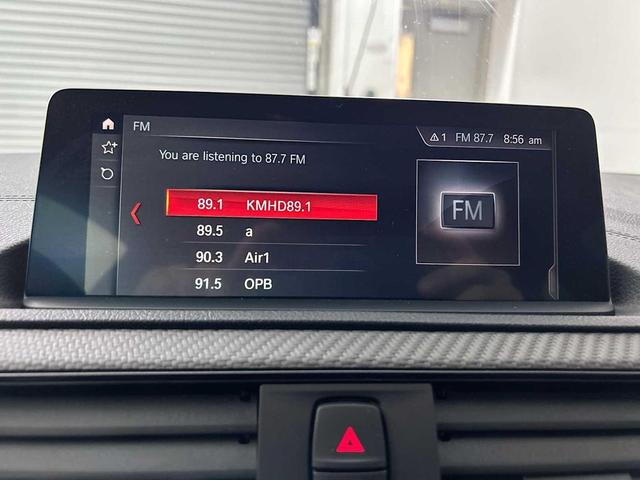 FM
1 FM 87.7 8:56 am
You are listening to 87.7 FM
89.1 KMHD89.1
89.5 a
90.3 Air1
91.5 OPB
FM